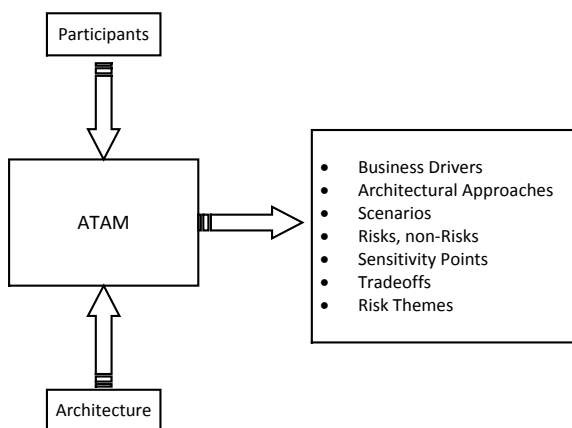 Participants
ATAM
• Business Drivers
• Architectural Approaches
• Scenarios
• Risks, non-Risks
• Sensitivity Points
• Tradeoffs
• Risk Themes
Architecture